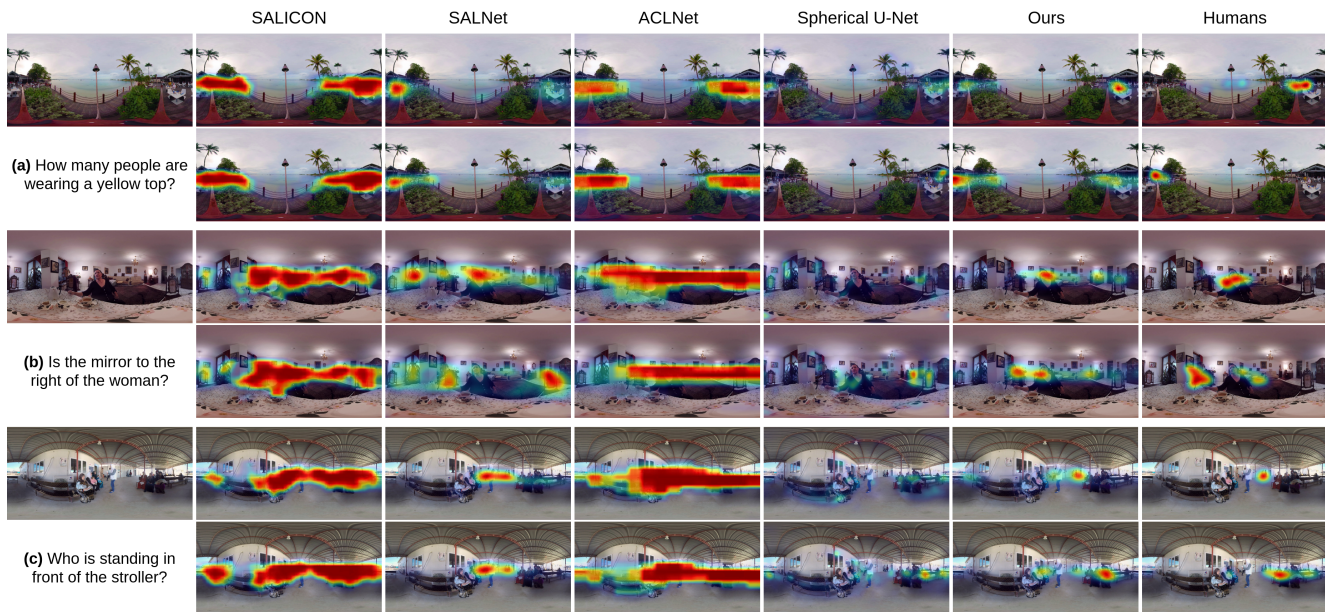 SALICON SALNet ACLNet Spherical U-Net Ours Humans
(a) How many people are
wearing a yellow top?
(b) Is the mirror to the
right of the woman?
(c) Who is standing in
front of the stroller?